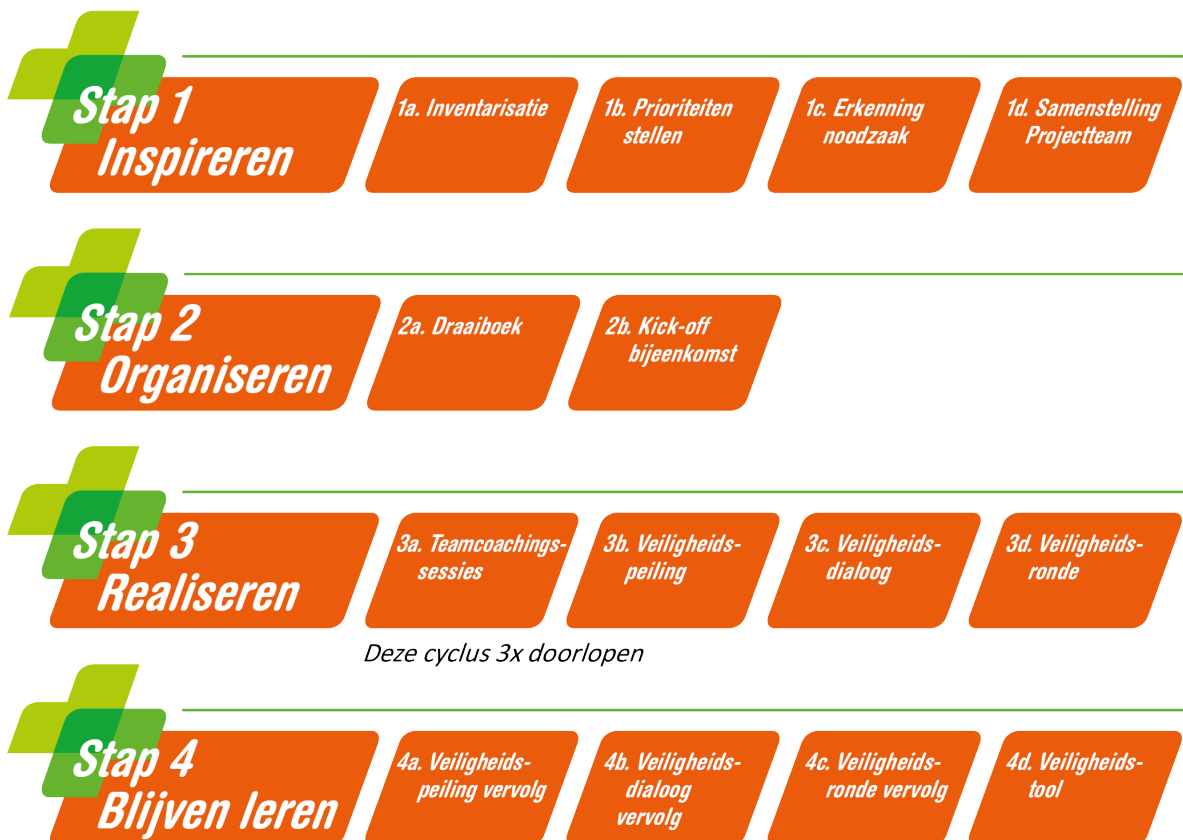 Stap 1
Inspireren
1a. Inventarisatie
1b. Prioriteiten
stellen
1c. Erkenning
noodzaak
1d. Samenstelling
Projectteam
Stap 2
Organiseren
2a. Draaiboek
2b. Kick-off
bijeenkomst
Stap 3
Realiseren
3a. Teamcoachings-
sessies
3b. Veiligheids-
peiling
3c. Veiligheids-
dialoog
3d. Veiligheids-
ronde
Deze cyclus 3x doorlopen
Stap 4
Blijven leren
4a. Veiligheids-
peiling vervolg
4b. Veiligheids-
dialoog
vervolg
4c. Veiligheids-
ronde vervolg
4d. Veiligheids-
tool